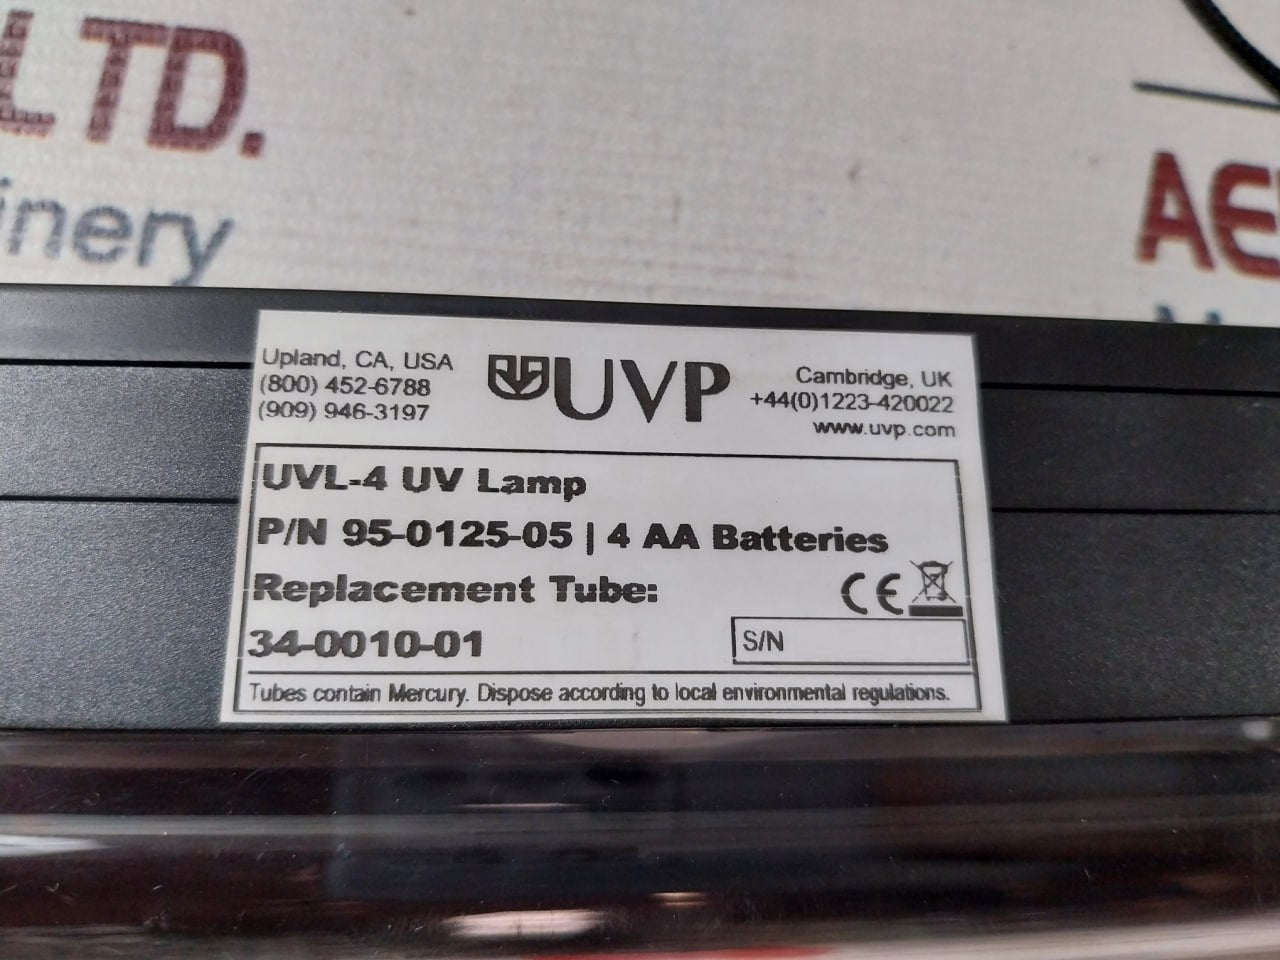 LTD.
inery
AE
Upland, CA, USA
(800) 452-6788
(909) 946-3197
UVP
Cambridge, UK
+44(0)1223-420022
www.uvp.com
UVL-4 UV Lamp
P/N 95-0125-05 | 4 AA Batteries
Replacement Tube:
CE
34-0010-01
S/N
Tubes contain Mercury. Dispose according to local environmental regulations.